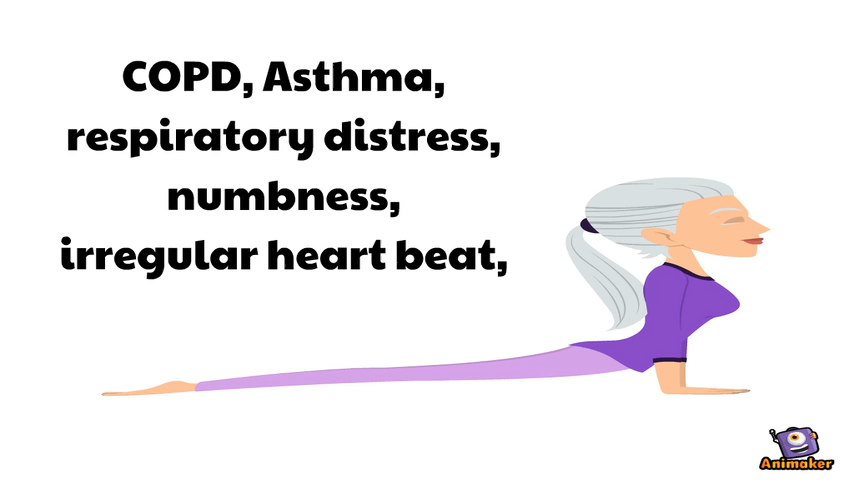 COPD, Asthma,
respiratory distress,
numbness,
irregular heart beat,
Animaker